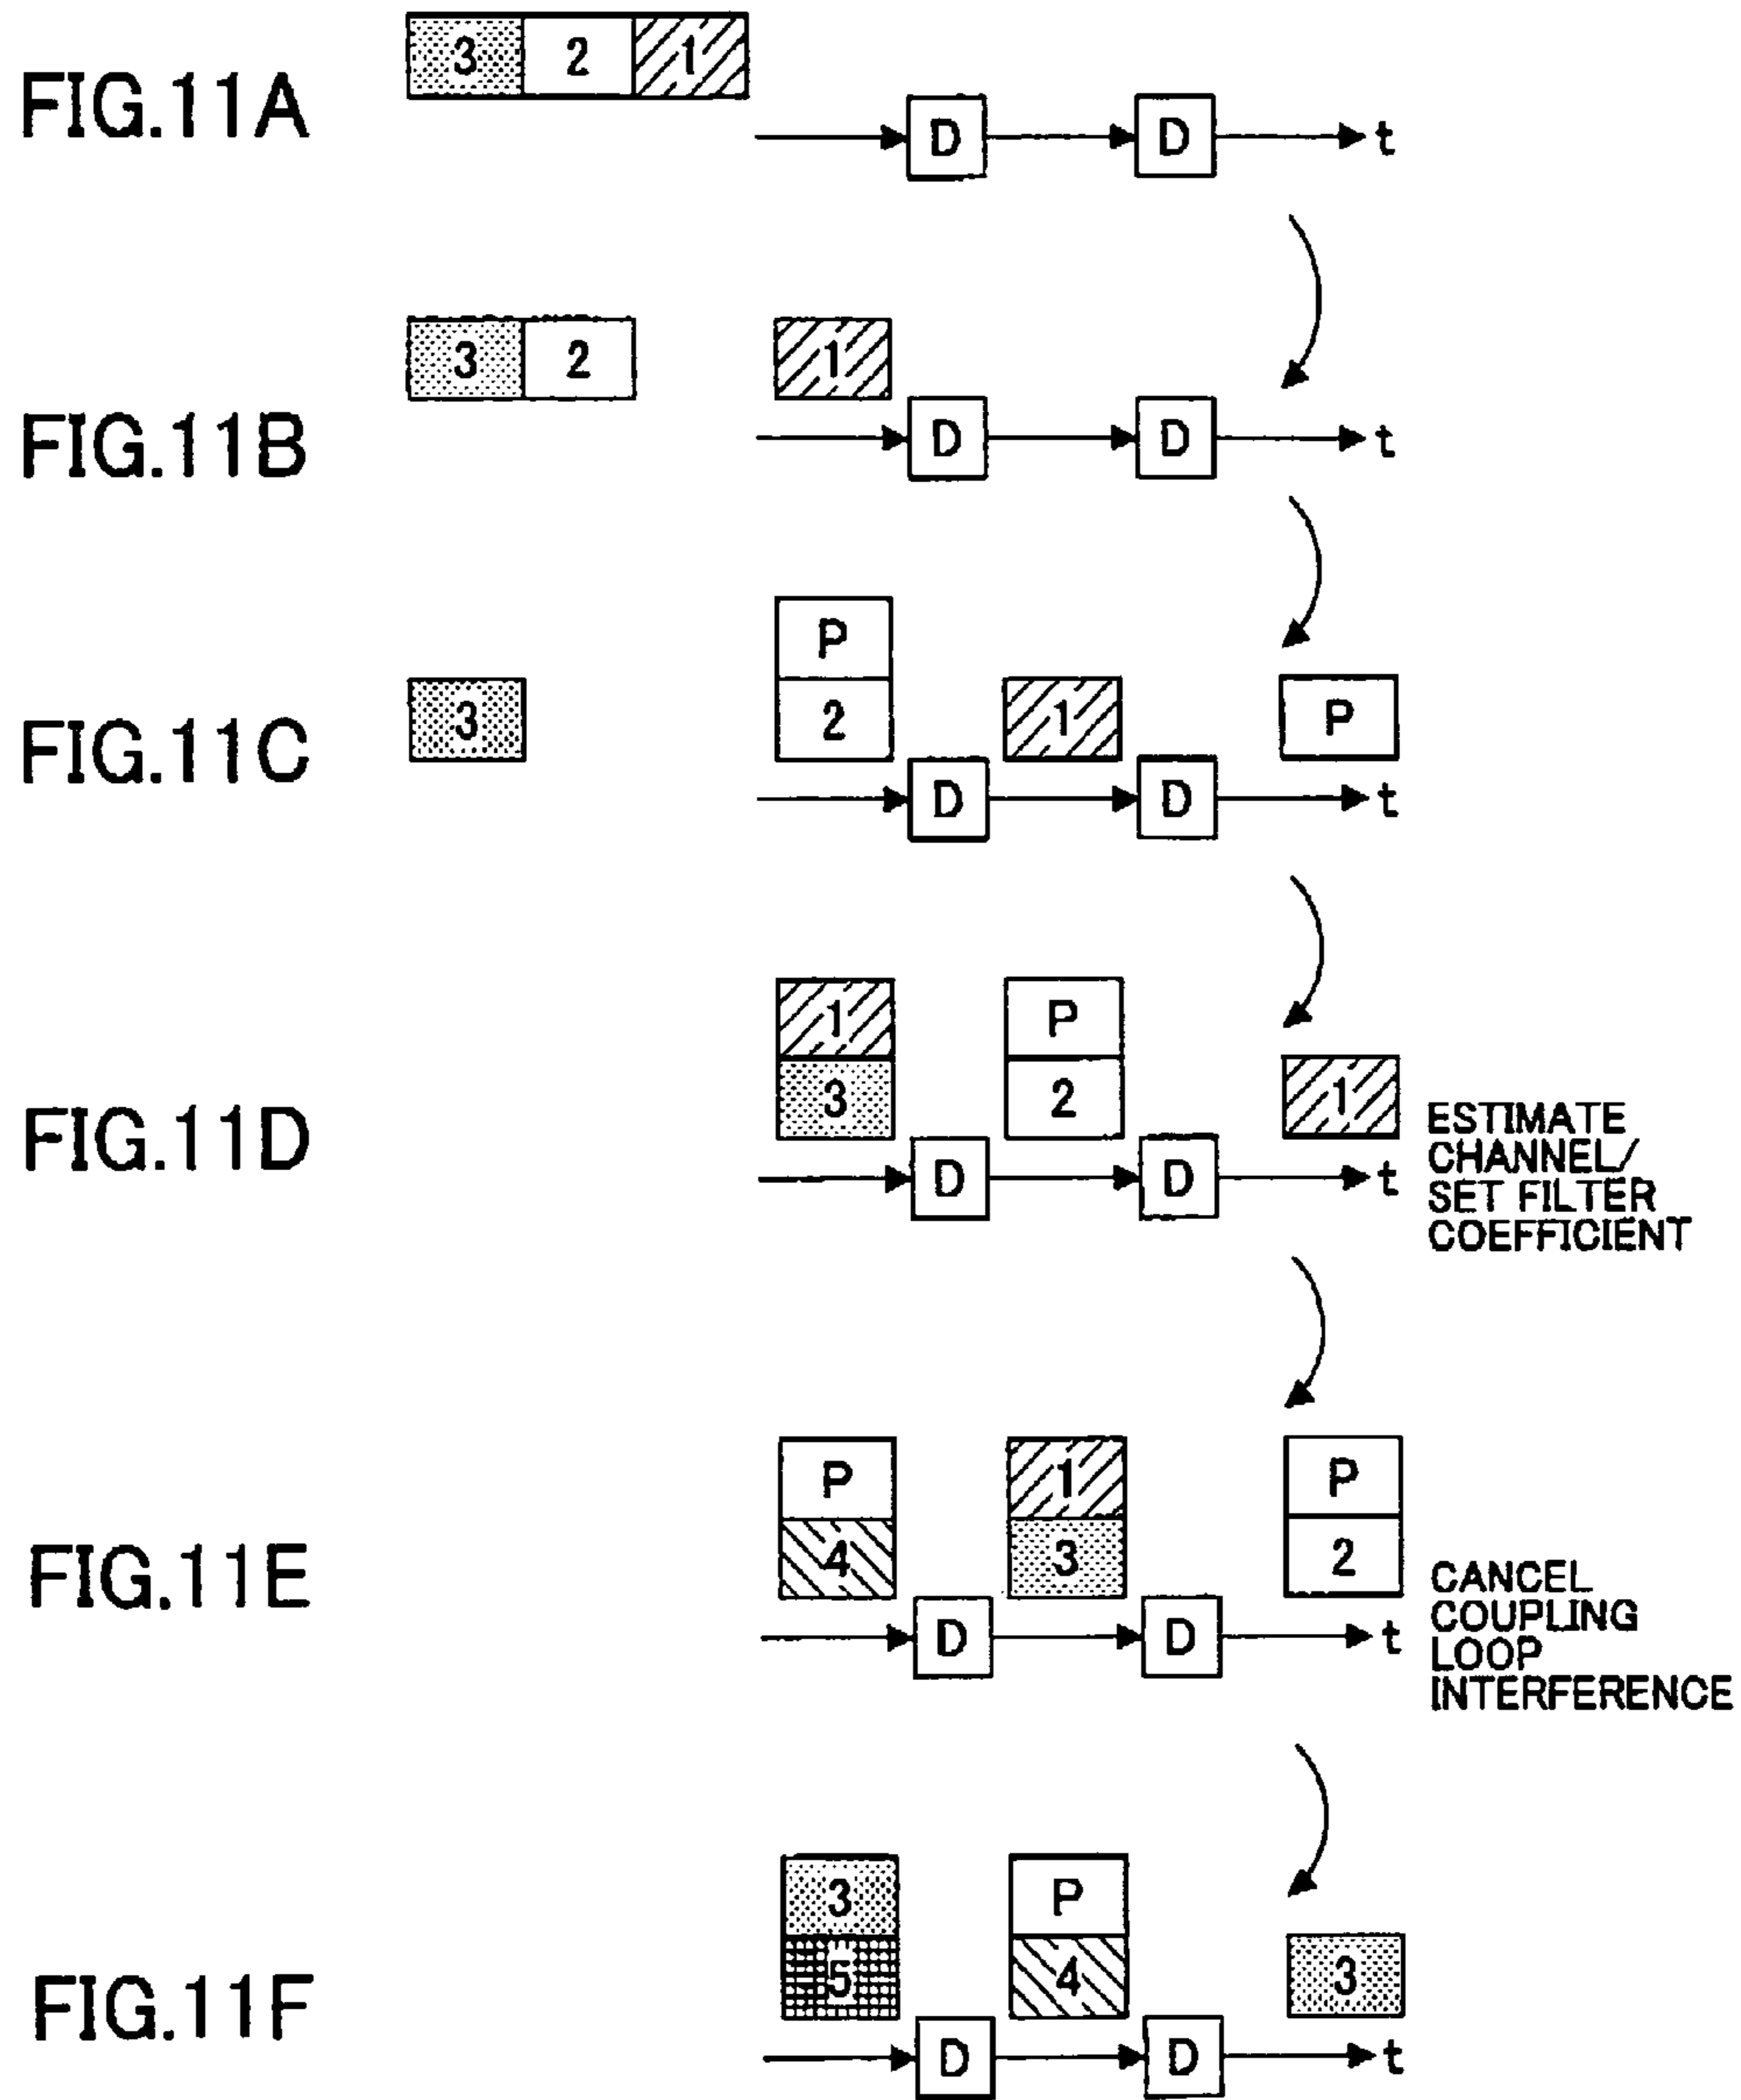 FIG.11A
3 2 1
D D t
FIG.11B
3 2 1
D D t
FIG.11C
P
3 2 1 P
D D t
FIG.11D
1 P
3 2 1
D D t
ESTIMATE
CHANNEL/
SET FILTER
COEFFICIENT
FIG.11E
P 1 P
4 3 2
D D t
CANCEL
COUPLING
LOOP
INTERFERENCE
FIG.11F
3 P
5 4 3
D D t